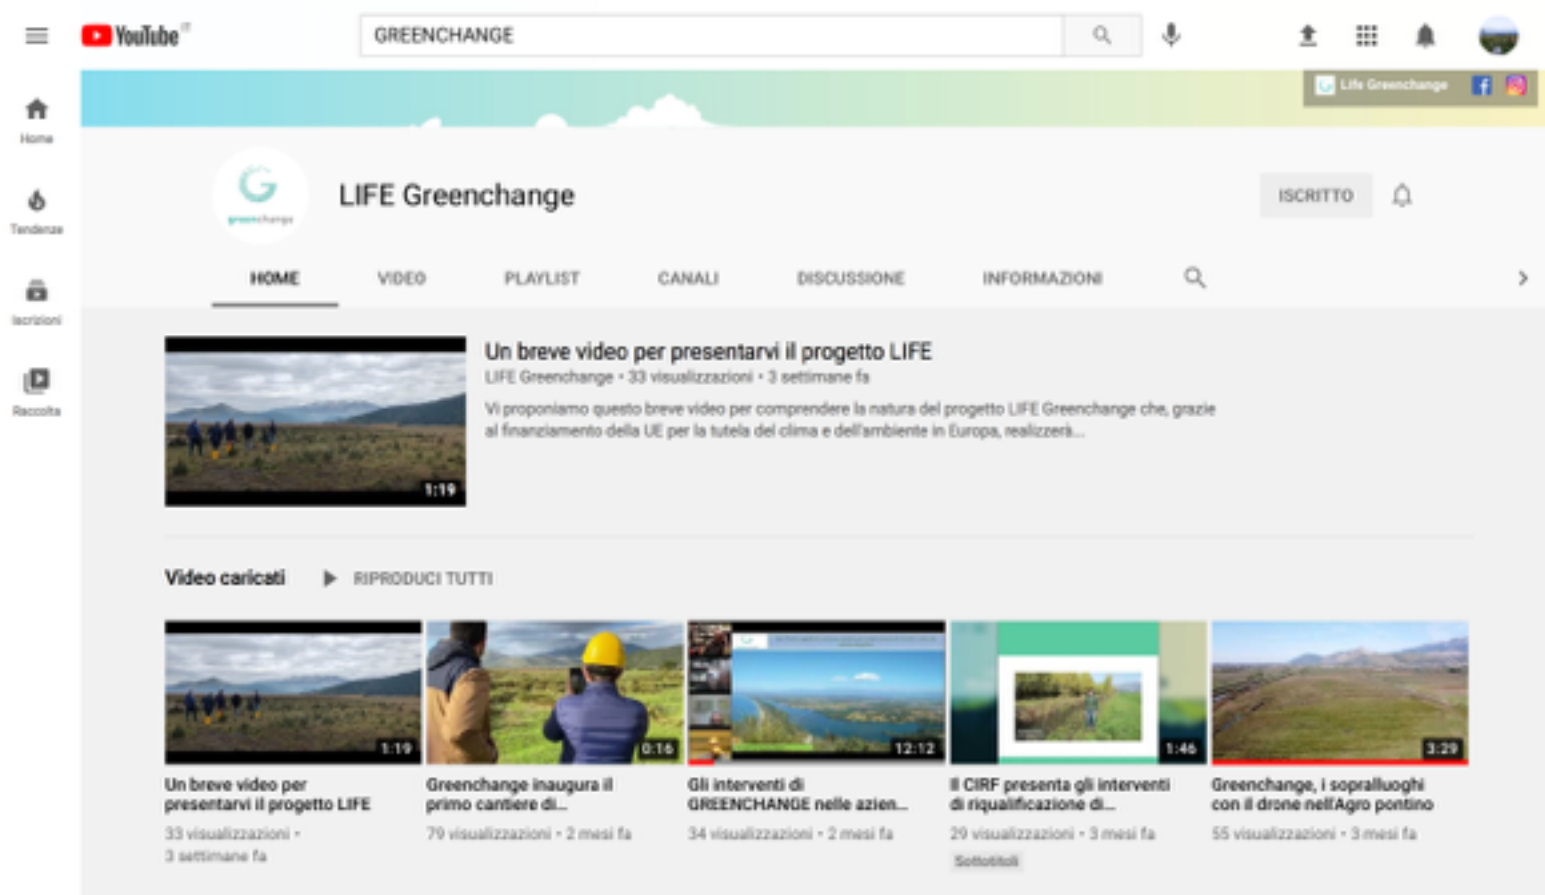 YouTube IT
GREENCHANGE
Life Greenchange
Home
Tendenze
Iscrizioni
Raccolta
greenchange
LIFE Greenchange
ISCRITTO
HOME VIDEO PLAYLIST CANALI DISCUSSIONE INFORMAZIONI
1:19
Un breve video per presentarvi il progetto LIFE
LIFE Greenchange • 33 visualizzazioni • 3 settimane fa
Vi proponiamo questo breve video per comprendere la natura del progetto LIFE Greenchange che, grazie
al finanziamento della UE per la tutela del clima e dell'ambiente in Europa, realizzerà...
Video caricati RIPRODUCI TUTTI
1:19
Un breve video per
presentarvi il progetto LIFE
33 visualizzazioni •
3 settimane fa
0:16
Greenchange inaugura il
primo cantiere di...
79 visualizzazioni • 2 mesi fa
12:12
Gli interventi di
GREENCHANGE nelle azien...
34 visualizzazioni • 2 mesi fa
1:46
Il CIRF presenta gli interventi
di riqualificazione di...
29 visualizzazioni • 3 mesi fa
Sottotitoli
3:29
Greenchange, i sopralluoghi
con il drone nell'Agro pontino
55 visualizzazioni • 3 mesi fa